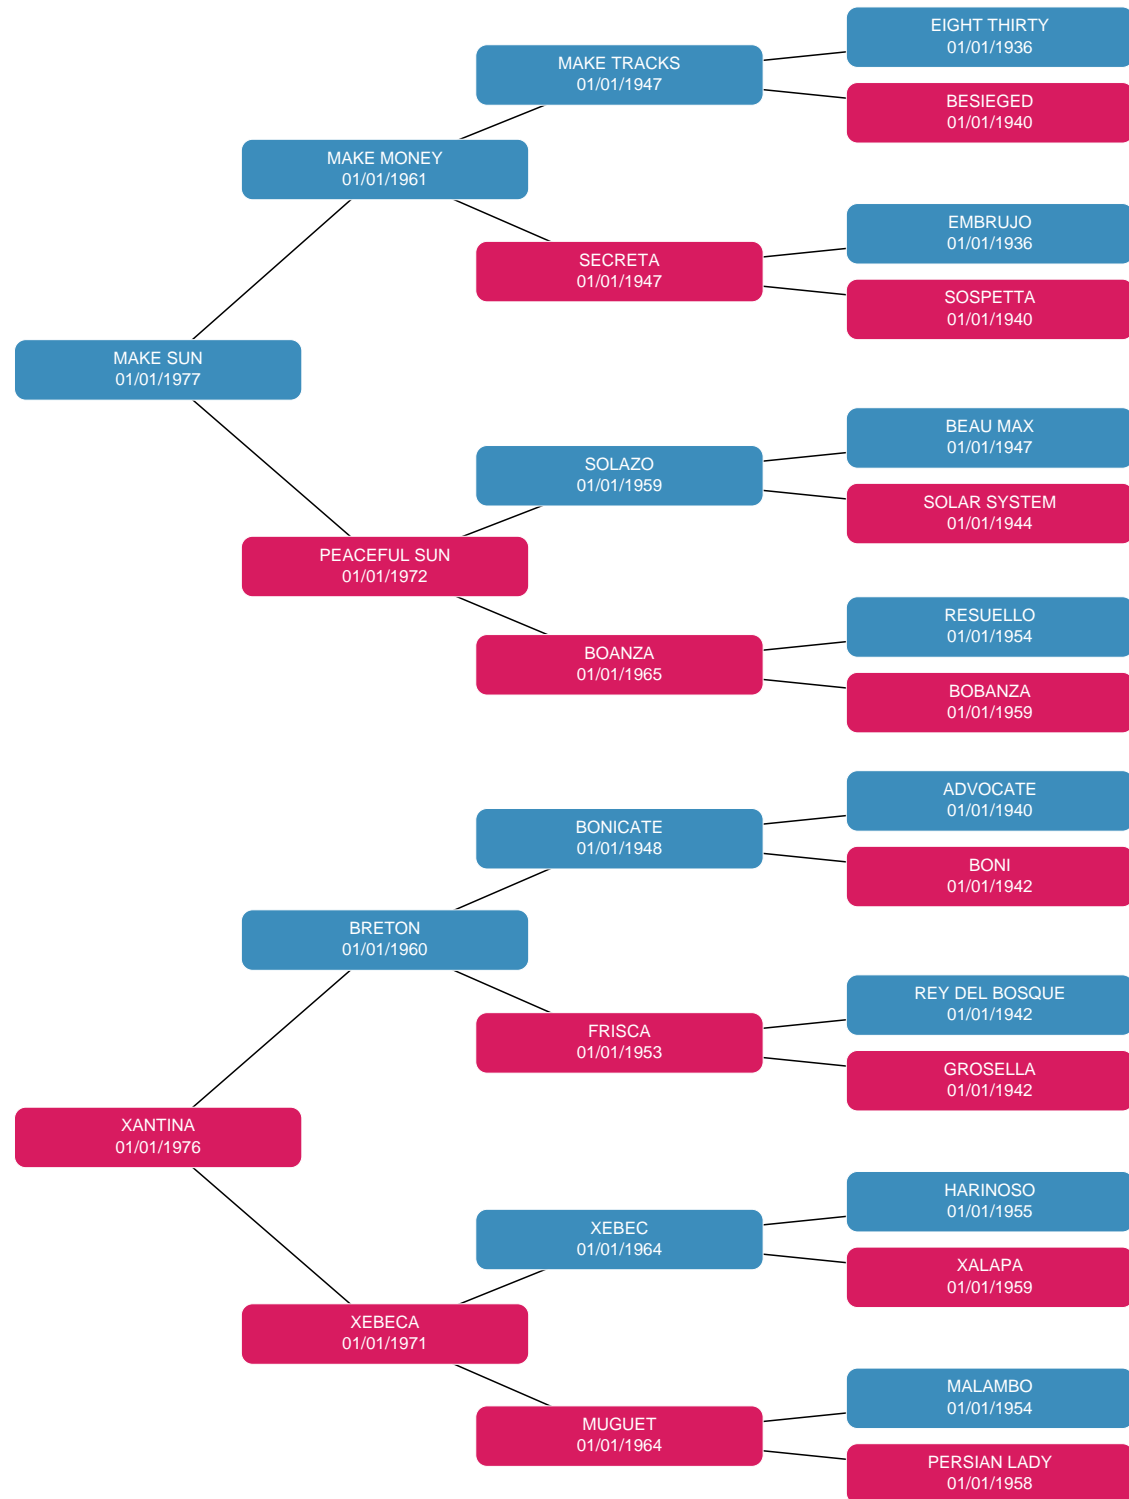 EIGHT THIRTY
01/01/1936
MAKE TRACKS
01/01/1947
BESIEGED
01/01/1940
MAKE MONEY
01/01/1961
EMBRUJO
01/01/1936
SECRETA
01/01/1947
SOSPETTA
01/01/1940
MAKE SUN
01/01/1977
BEAU MAX
01/01/1947
SOLAZO
01/01/1959
SOLAR SYSTEM
01/01/1944
PEACEFUL SUN
01/01/1972
RESUELLO
01/01/1954
BOANZA
01/01/1965
BOBANZA
01/01/1959
ADVOCATE
01/01/1940
BONICATE
01/01/1948
BONI
01/01/1942
BRETON
01/01/1960
REY DEL BOSQUE
01/01/1942
FRISCA
01/01/1953
GROSELLA
01/01/1942
XANTINA
01/01/1976
HARINOSO
01/01/1955
XEBEC
01/01/1964
XALAPA
01/01/1959
XEBECA
01/01/1971
MALAMBO
01/01/1954
MUGUET
01/01/1964
PERSIAN LADY
01/01/1958